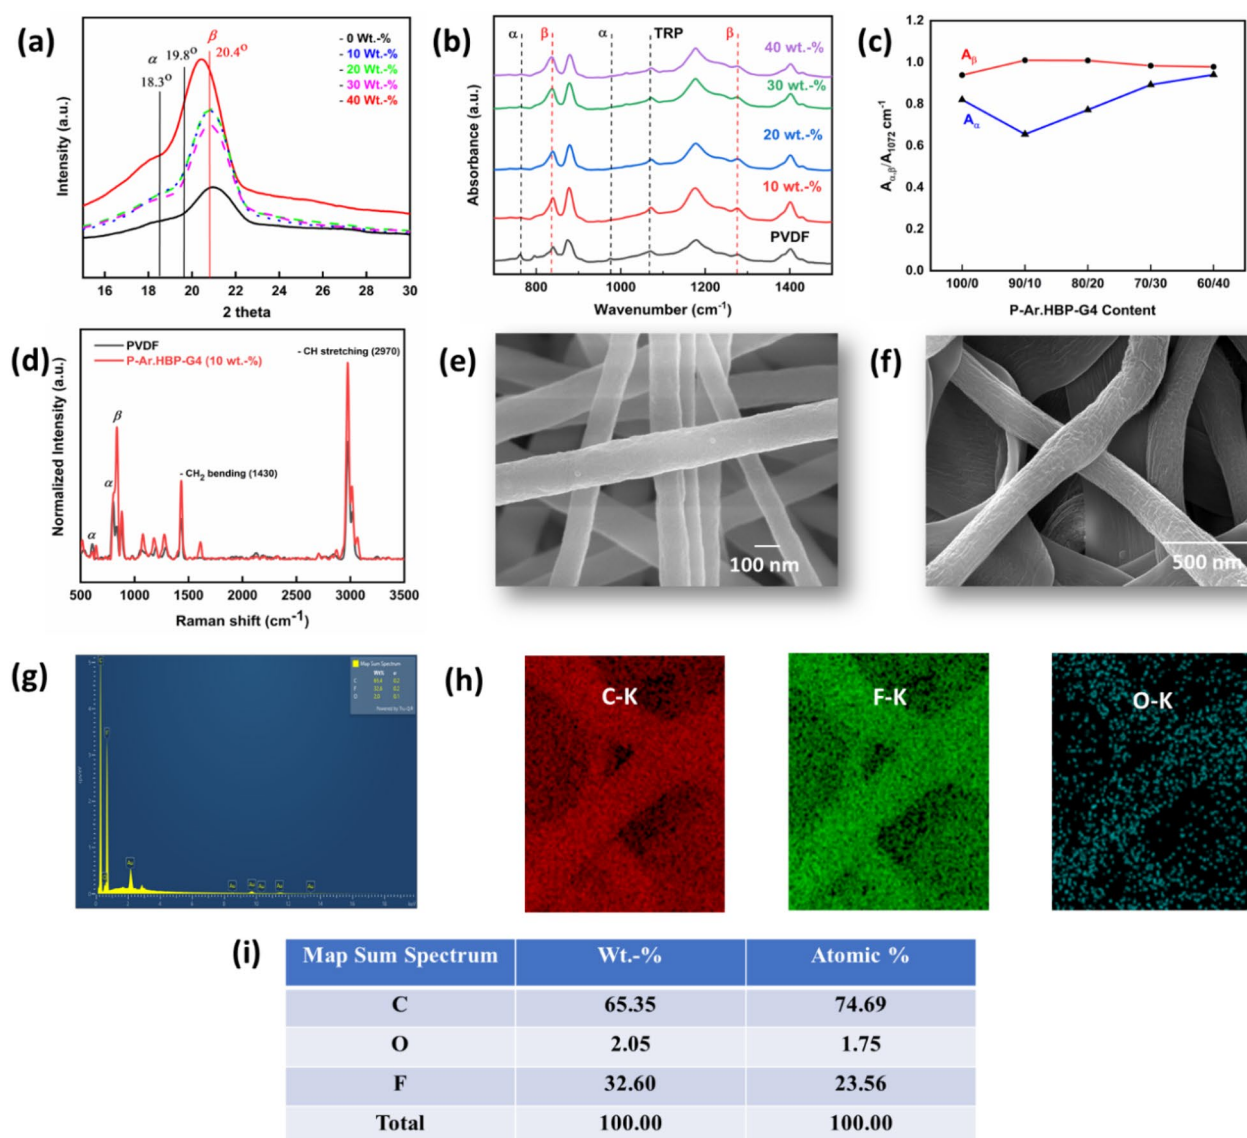 (a)
α
18.3°
19.8°
β
20.4°
- 0 Wt.-%
- 10 Wt.-%
- 20 Wt.-%
- 30 Wt.-%
- 40 Wt.-%
Intensity (a.u.)
15 18 20 22 24 26 28 30
2 theta
(b)
α β α TRP β
40 wt.-%
30 wt.-%
20 wt.-%
10 wt.-%
PVDF
Absorbance (a.u.)
800 1000 1200 1400
Wavenumber (cm⁻¹)
(c)
Aβ
Aα
Aα,β/A1072 cm⁻¹
1.2
1.0
0.8
0.6
0.4
0.2
0.0
100/0 90/10 80/20 70/30 60/40
P-Ar.HBP-G4 Content
(d)
PVDF
P-Ar.HBP-G4 (10 wt.-%)
- CH stretching (2970)
β
- CH₂ bending (1430)
α
α
Normalized Intensity (a.u.)
500 1000 1500 2000 2500 3000 3500
Raman shift (cm⁻¹)
(e)
100 nm
(f)
500 nm
(g)
Map Sum Spectrum
Wt% σ
C
F 32.6 0.2
O
(h)
C-K
F-K
O-K
(i)
Map Sum Spectrum Wt.-% Atomic %
C 65.35 74.69
O 2.05 1.75
F 32.60 23.56
Total 100.00 100.00